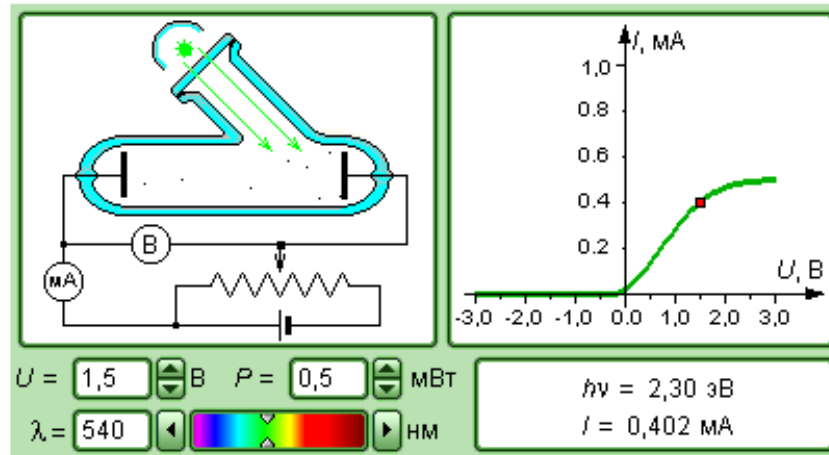 В
мА
I, мА
1,0
0.8
0.6
0.4
0.2
U, В
-3,0 -2,0 -1,0 0.0 1,0 2,0 3,0
U = 1,5 В P = 0,5 мВт
λ = 540 нм
hν = 2,30 эВ
I = 0,402 мА